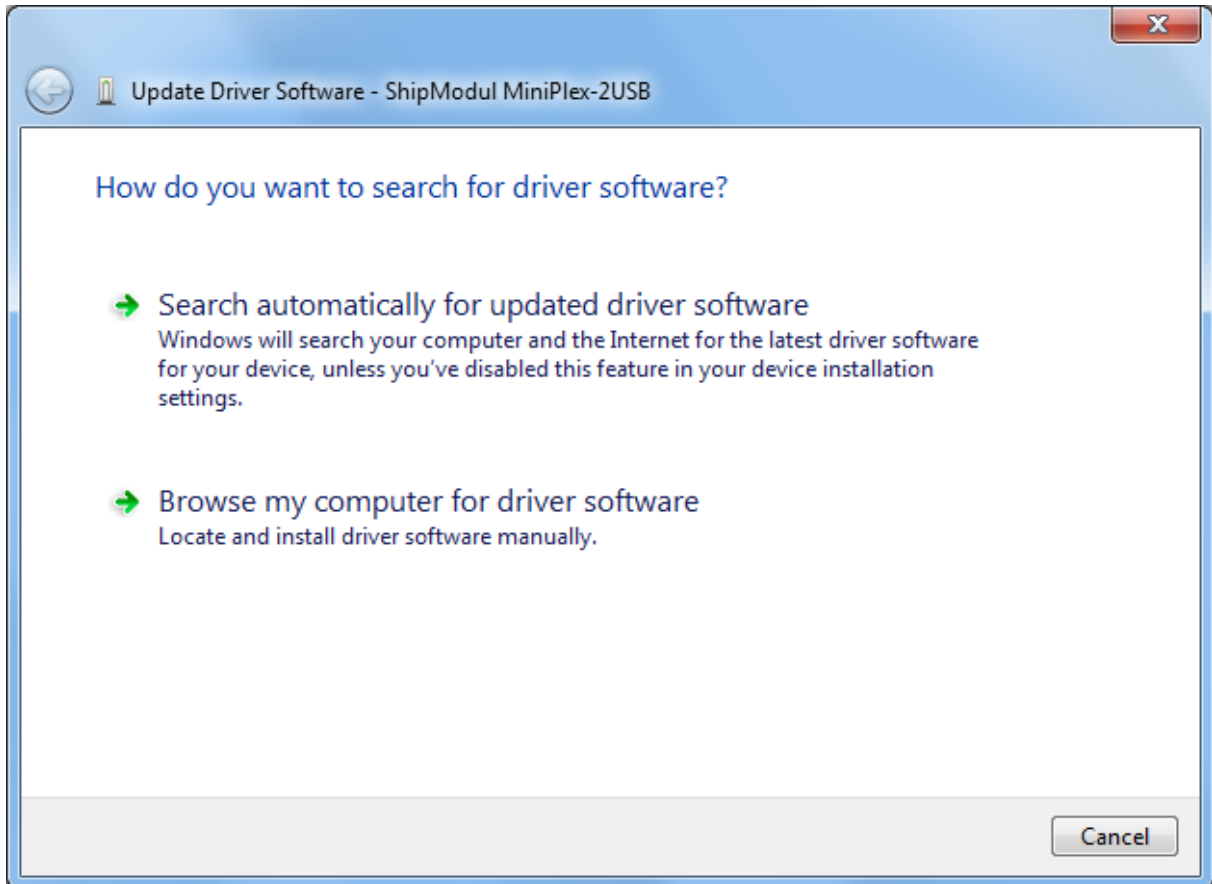 X
Update Driver Software - ShipModul MiniPlex-2USB
How do you want to search for driver software?
Search automatically for updated driver software
Windows will search your computer and the Internet for the latest driver software
for your device, unless you've disabled this feature in your device installation
settings.
Browse my computer for driver software
Locate and install driver software manually.
Cancel